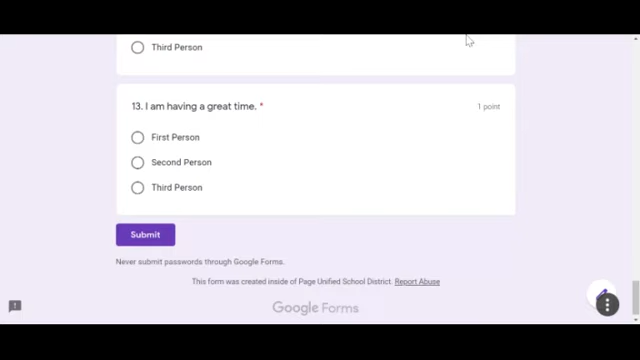 Third Person
13. I am having a great time. *
1 point
First Person
Second Person
Third Person
Submit
Never submit passwords through Google Forms.
This form was created inside of Page Unified School District. Report Abuse
Google Forms